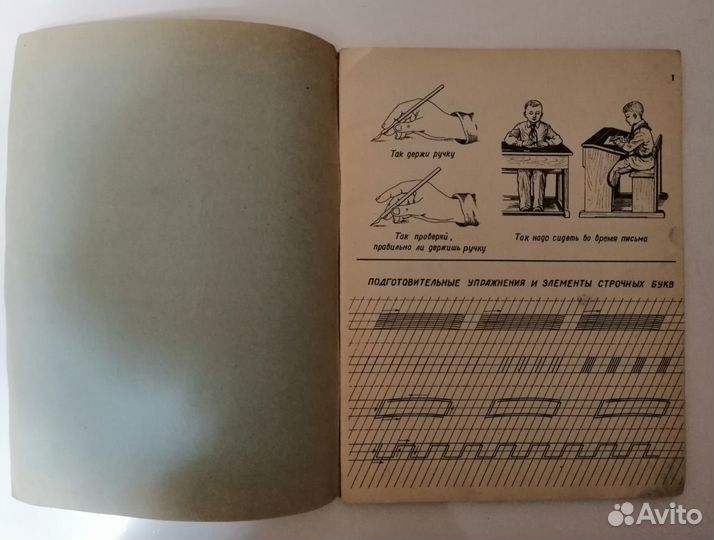 1
Так держи ручку
Так проверяй,
правильно ли держишь ручку
Так надо сидеть во время письма
ПОДГОТОВИТЕЛЬНЫЕ УПРАЖНЕНИЯ И ЭЛЕМЕНТЫ СТРОЧНЫХ БУКВ
Avito